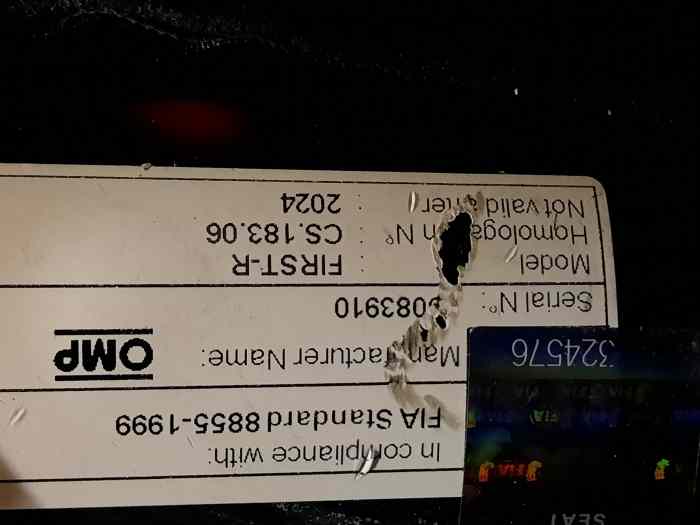 SEAT
FIA
In compliance with:
FIA Standard 8855-1999
324576
Manufacturer Name: OMP
Serial N°:
Model : FIRST-R
Homologation N° : CS.183.06
Not valid after : 2024